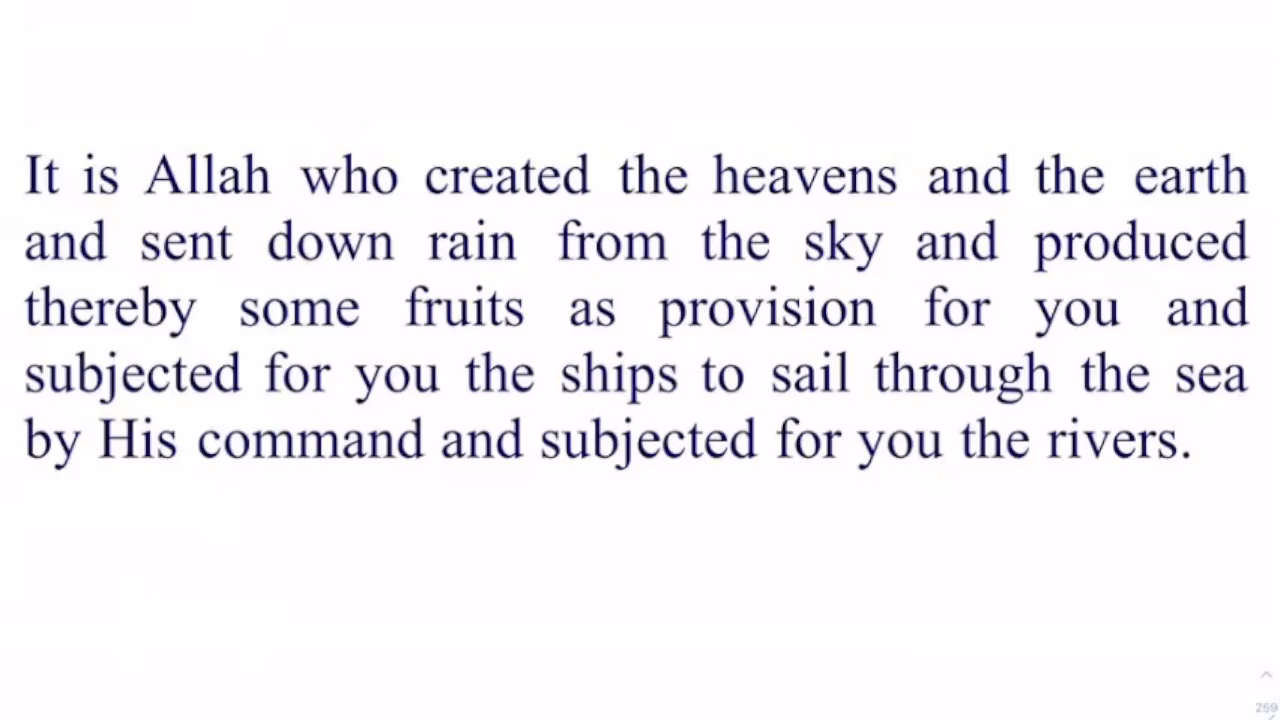 It is Allah who created the heavens and the earth
and sent down rain from the sky and produced
thereby some fruits as provision for you and
subjected for you the ships to sail through the sea
by His command and subjected for you the rivers.
269